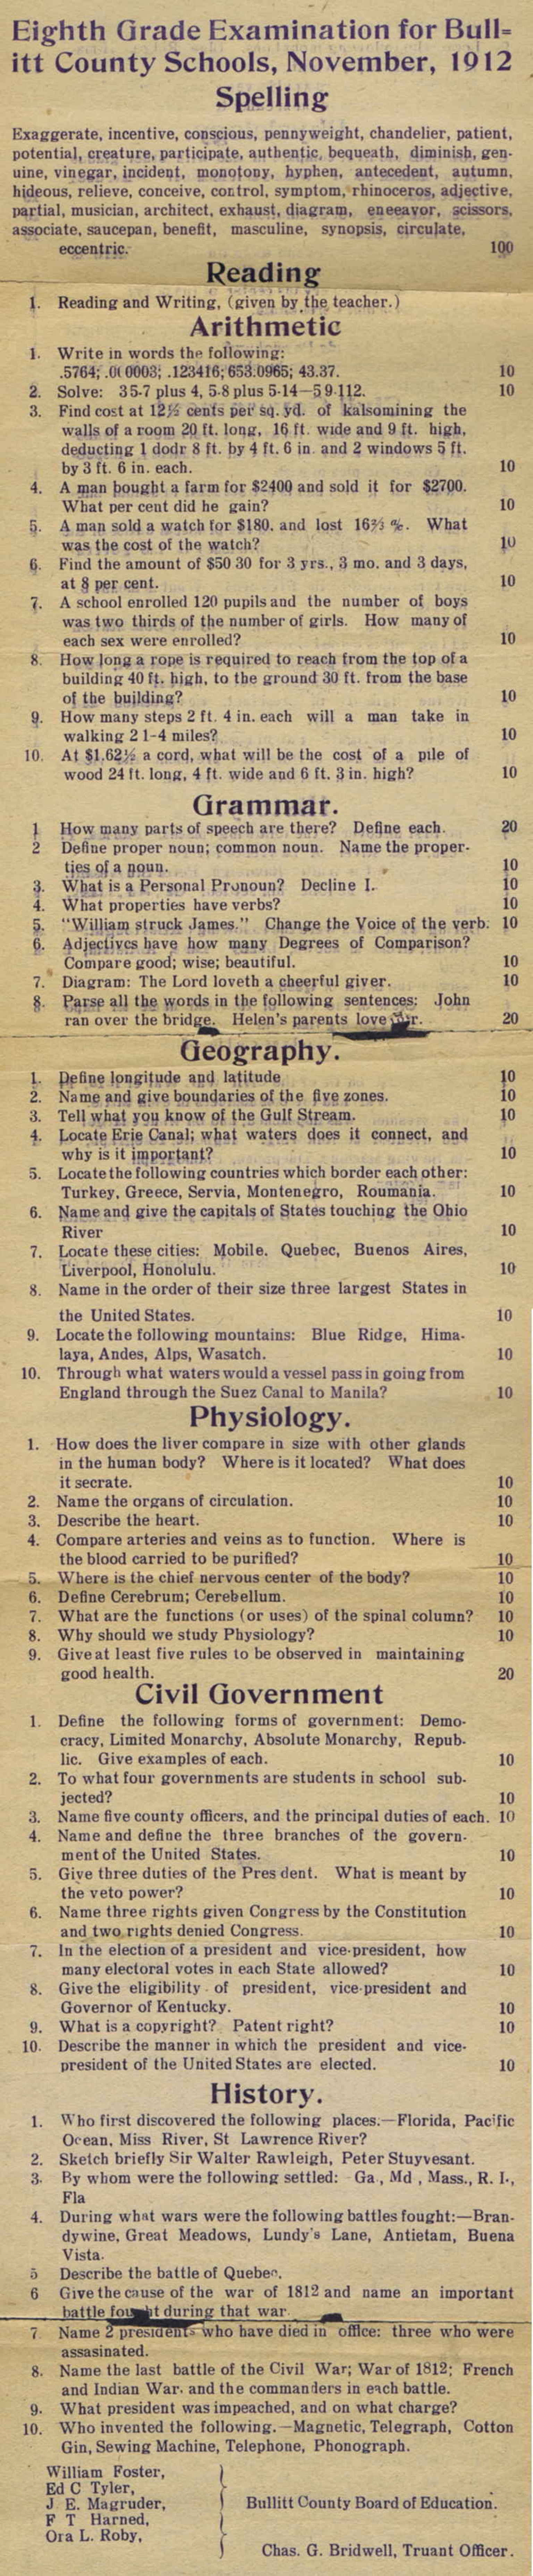 Eighth Grade Examination for Bull=
itt County Schools, November, 1912
Spelling
Exaggerate, incentive, conscious, pennyweight, chandelier, patient,
potential, creature, participate, authentic, bequeath, diminish, gen-
uine, vinegar, incident, monotony, hyphen, antecedent, autumn,
hideous, relieve, conceive, control, symptom, rhinoceros, adjective,
partial, musician, architect, exhaust, diagram, eneeavor, scissors,
associate, saucepan, benefit, masculine, synopsis, circulate,
eccentric. 100
Reading
1. Reading and Writing, (given by the teacher.)
Arithmetic
1. Write in words the following:
.5764; .0( 0003; .123416; 653.0965; 43.37. 10
2. Solve: 35-7 plus 4, 5-8 plus 5-14—59-112. 10
3. Find cost at 12½ cents per sq. yd. of kalsomining the
walls of a room 20 ft. long, 16 ft. wide and 9 ft. high,
deducting 1 dodr 8 ft. by 4 ft. 6 in. and 2 windows 5 ft.
by 3 ft. 6 in. each. 10
4. A man bought a farm for $2400 and sold it for $2700.
What per cent did he gain? 10
5. A man sold a watch for $180. and lost 16⅔ %. What
was the cost of the watch? 10
6. Find the amount of $50 30 for 3 yrs., 3 mo. and 3 days,
at 8 per cent. 10
7. A school enrolled 120 pupils and the number of boys
was two thirds of the number of girls. How many of
each sex were enrolled? 10
8. How long a rope is required to reach from the top of a
building 40 ft. high, to the ground 30 ft. from the base
of the building? 10
9. How many steps 2 ft. 4 in. each will a man take in
walking 2 1-4 miles? 10
10. At $1.62½ a cord, what will be the cost of a pile of
wood 24 ft. long, 4 ft. wide and 6 ft. 3 in. high? 10
Grammar.
1 How many parts of speech are there? Define each. 20
2 Define proper noun; common noun. Name the proper-
ties of a noun. 10
3. What is a Personal Pronoun? Decline I. 10
4. What properties have verbs? 10
5. "William struck James." Change the Voice of the verb. 10
6. Adjectives have how many Degrees of Comparison?
Compare good; wise; beautiful. 10
7. Diagram: The Lord loveth a cheerful giver. 10
8. Parse all the words in the following sentences: John
ran over the bridge. Helen's parents love r. 20
Geography.
1. Define longitude and latitude 10
2. Name and give boundaries of the five zones. 10
3. Tell what you know of the Gulf Stream. 10
4. Locate Erie Canal; what waters does it connect, and
why is it important? 10
5. Locate the following countries which border each other:
Turkey, Greece, Servia, Montenegro, Roumania. 10
6. Name and give the capitals of States touching the Ohio
River 10
7. Locate these cities: Mobile. Quebec, Buenos Aires,
Liverpool, Honolulu. 10
8. Name in the order of their size three largest States in
the United States. 10
9. Locate the following mountains: Blue Ridge, Hima-
laya, Andes, Alps, Wasatch. 10
10. Through what waters would a vessel pass in going from
England through the Suez Canal to Manila? 10
Physiology.
1. How does the liver compare in size with other glands
in the human body? Where is it located? What does
it secrate. 10
2. Name the organs of circulation. 10
3. Describe the heart. 10
4. Compare arteries and veins as to function. Where is
the blood carried to be purified? 10
5. Where is the chief nervous center of the body? 10
6. Define Cerebrum; Cerebellum. 10
7. What are the functions (or uses) of the spinal column? 10
8. Why should we study Physiology? 10
9. Give at least five rules to be observed in maintaining
good health. 20
Civil Government
1. Define the following forms of government: Demo-
cracy, Limited Monarchy, Absolute Monarchy, Repub-
lic. Give examples of each. 10
2. To what four governments are students in school sub-
jected? 10
3. Name five county officers, and the principal duties of each. 10
4. Name and define the three branches of the govern-
ment of the United States. 10
5. Give three duties of the Pres dent. What is meant by
the veto power? 10
6. Name three rights given Congress by the Constitution
and two rights denied Congress. 10
7. In the election of a president and vice-president, how
many electoral votes in each State allowed? 10
8. Give the eligibility of president, vice-president and
Governor of Kentucky. 10
9. What is a copyright? Patent right? 10
10. Describe the manner in which the president and vice-
president of the United States are elected. 10
History.
1. Who first discovered the following places:—Florida, Pacific
Ocean, Miss River, St Lawrence River?
2. Sketch briefly Sir Walter Rawleigh, Peter Stuyvesant.
3. By whom were the following settled: Ga., Md , Mass., R. I.,
Fla
4. During what wars were the following battles fought:—Bran-
dywine, Great Meadows, Lundy's Lane, Antietam, Buena
Vista.
5 Describe the battle of Quebec.
6 Give the cause of the war of 1812 and name an important
battle fought during that war.
7. Name 2 presidents who have died in office: three who were
assasinated.
8. Name the last battle of the Civil War; War of 1812; French
and Indian War. and the commanders in each battle.
9. What president was impeached, and on what charge?
10. Who invented the following.—Magnetic, Telegraph, Cotton
Gin, Sewing Machine, Telephone, Phonograph.
William Foster,
Ed C Tyler,
J E. Magruder,
F T Harned,
Ora L. Roby,
Bullitt County Board of Education.
Chas. G. Bridwell, Truant Officer.